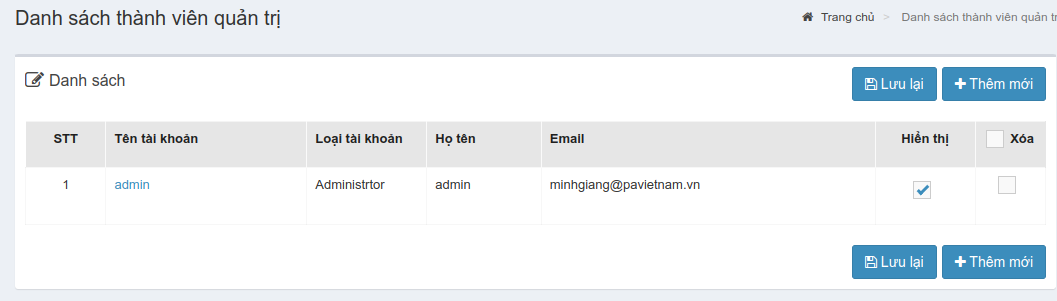 Danh sách thành viên quản trị
Trang chủ > Danh sách thành viên quản
Danh sách
Lưu lại Thêm mới
STT Tên tài khoản Loại tài khoản Họ tên Email Hiển thị Xóa
1 admin Administrtor admin minhgiang@pavietnam.vn
Lưu lại Thêm mới